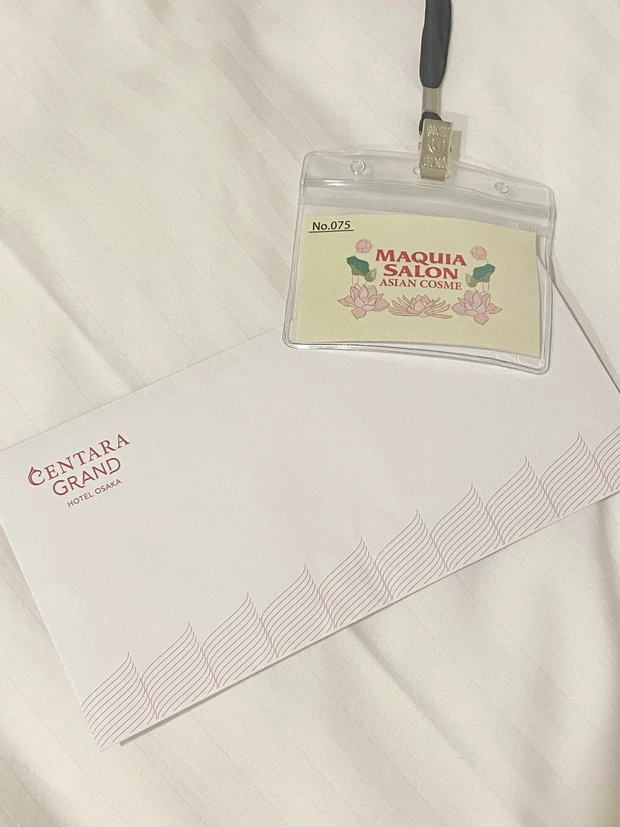 No.075
MAQUIA
SALON
ASIAN COSME
CENTARA
GRAND
HOTEL OSAKA